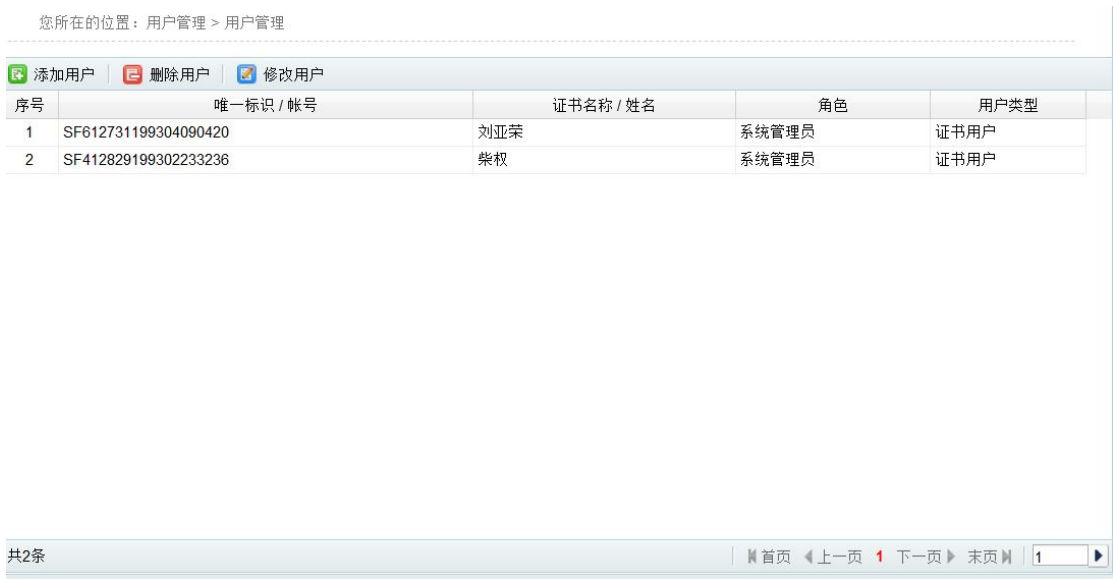 您所在的位置：用户管理 > 用户管理
添加用户 删除用户 修改用户
序号 唯一标识 / 帐号 证书名称 / 姓名 角色 用户类型
1 SF612731199304090420 刘亚荣 系统管理员 证书用户
2 SF412829199302233236 柴权 系统管理员 证书用户
共2条 首页 上一页 1 下一页 末页 1